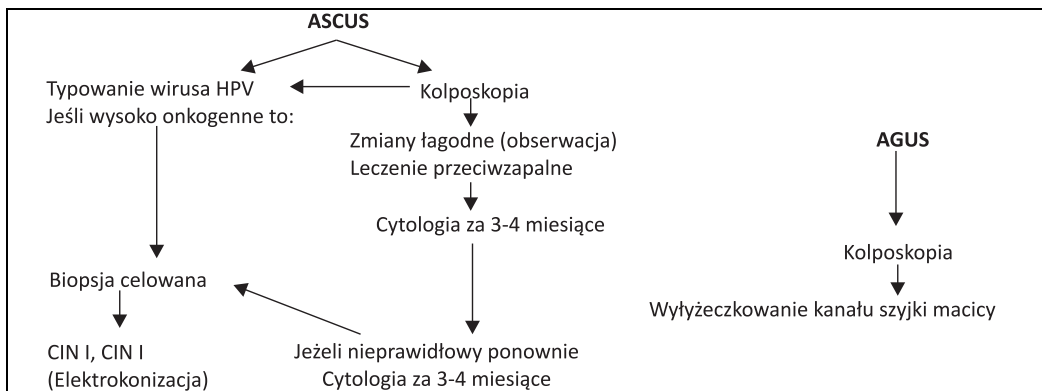 ASCUS
Typowanie wirusa HPV
Jeśli wysoko onkogenne to:
Kolposkopia
Zmiany łagodne (obserwacja)
Leczenie przeciwzapalne
Cytologia za 3-4 miesiące
Biopsja celowana
CIN I, CIN I
(Elektrokonizacja)
Jeżeli nieprawidłowy ponownie
Cytologia za 3-4 miesiące
AGUS
Kolposkopia
Wyłyżeczkowanie kanału szyjki macicy